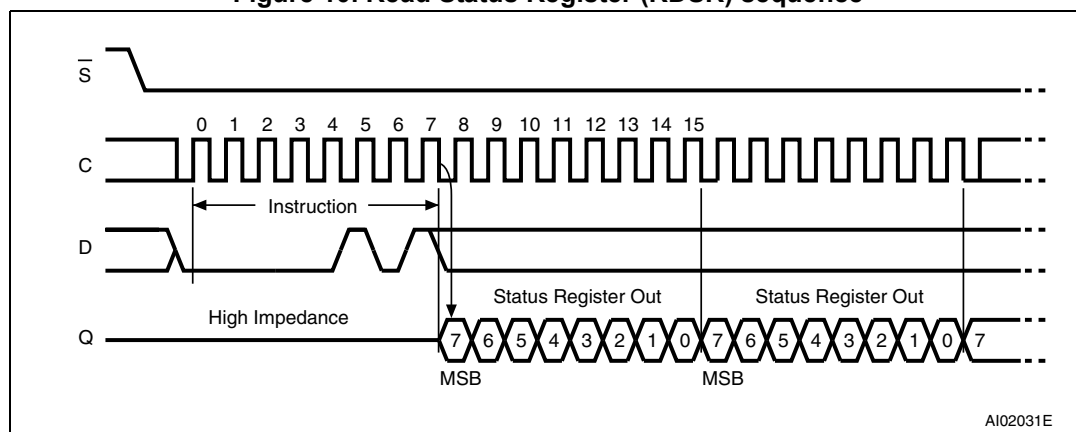 Figure 10. Read Status Register (RDSR) sequence
S
0 1 2 3 4 5 6 7 8 9 10 11 12 13 14 15
C
Instruction
D
Status Register Out Status Register Out
High Impedance
Q 7 6 5 4 3 2 1 0 7 6 5 4 3 2 1 0 7
MSB MSB
AI02031E